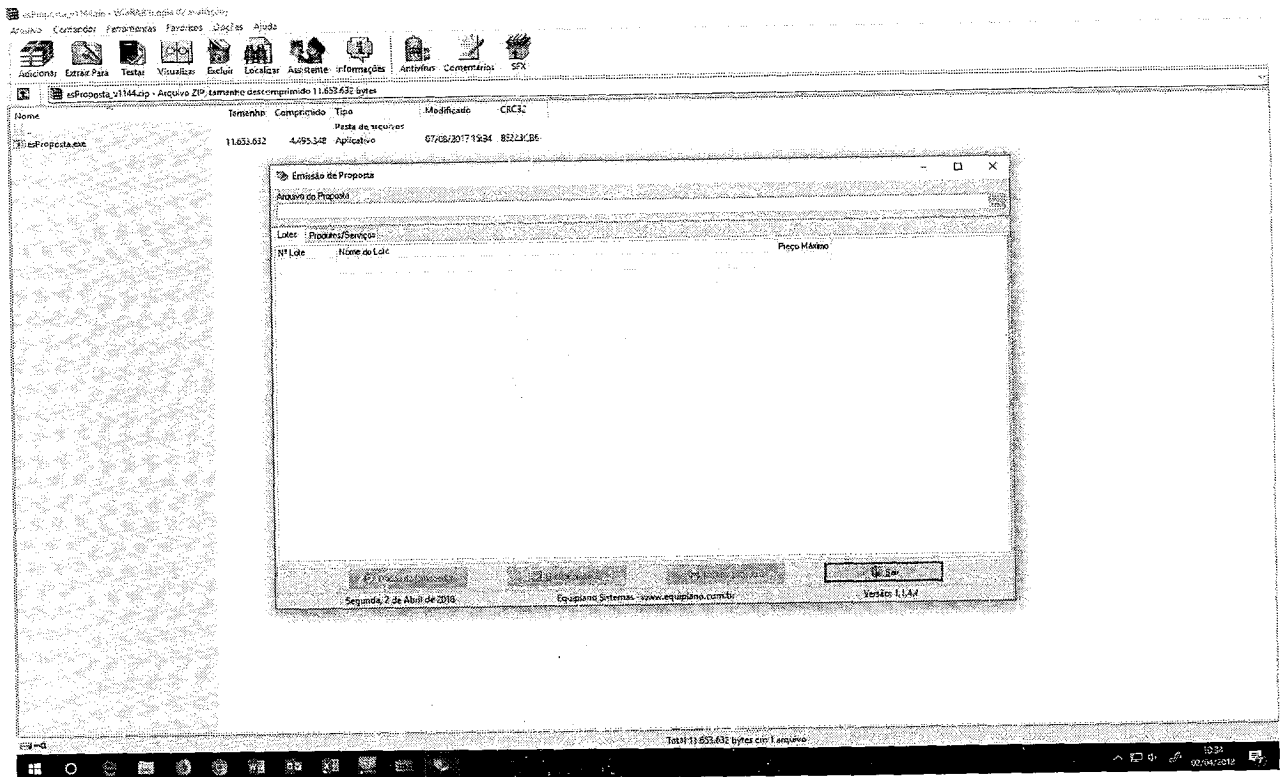 esProposta_v1144.zip - WinRAR (cópia de avaliação)
Arquivo Comandos Ferramentas Favoritos Opções Ajuda
Adicionar Extrair Para Testar Visualizar Excluir Localizar Assistente Informações Antivírus Comentários SFX
esProposta_v1144.zip - Arquivo ZIP, tamanho descomprimido 11.653.632 bytes
Nome Tamanho Comprimido Tipo Modificado CRC32
.. Pasta de arquivos
esProposta.exe 11.653.632 4.495.348 Aplicativo 07/08/2017
Emissão de Proposta
Arquivo do Proposta
Lotes Produtos/Serviços
Nº Lote Nome do Lote Preço Máximo
Sair
Segunda, 2 de Abril de 2018 Equiplano Sistemas - www.equiplano.com.br Versão: 1.1.4.4
Total 11.653.632 bytes em 1 arquivo
10:34
02/04/2018